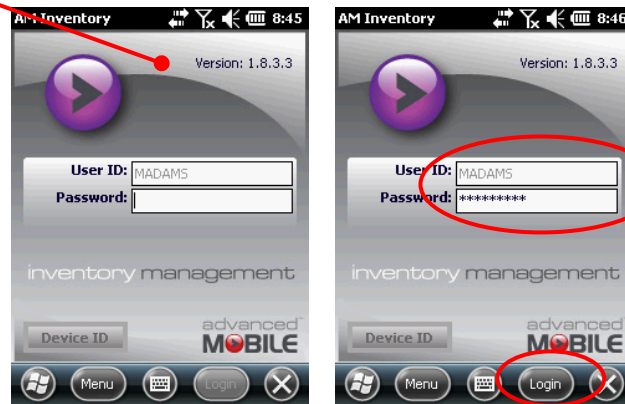 AM Inventory 8:45
Version: 1.8.3.3
User ID: MADAMS
Password:
inventory management
Device ID
advanced
MOBILE
Menu Login
AM Inventory 8:46
Version: 1.8.3.3
User ID: MADAMS
Password: *********
inventory management
Device ID
advanced
MOBILE
Menu Login